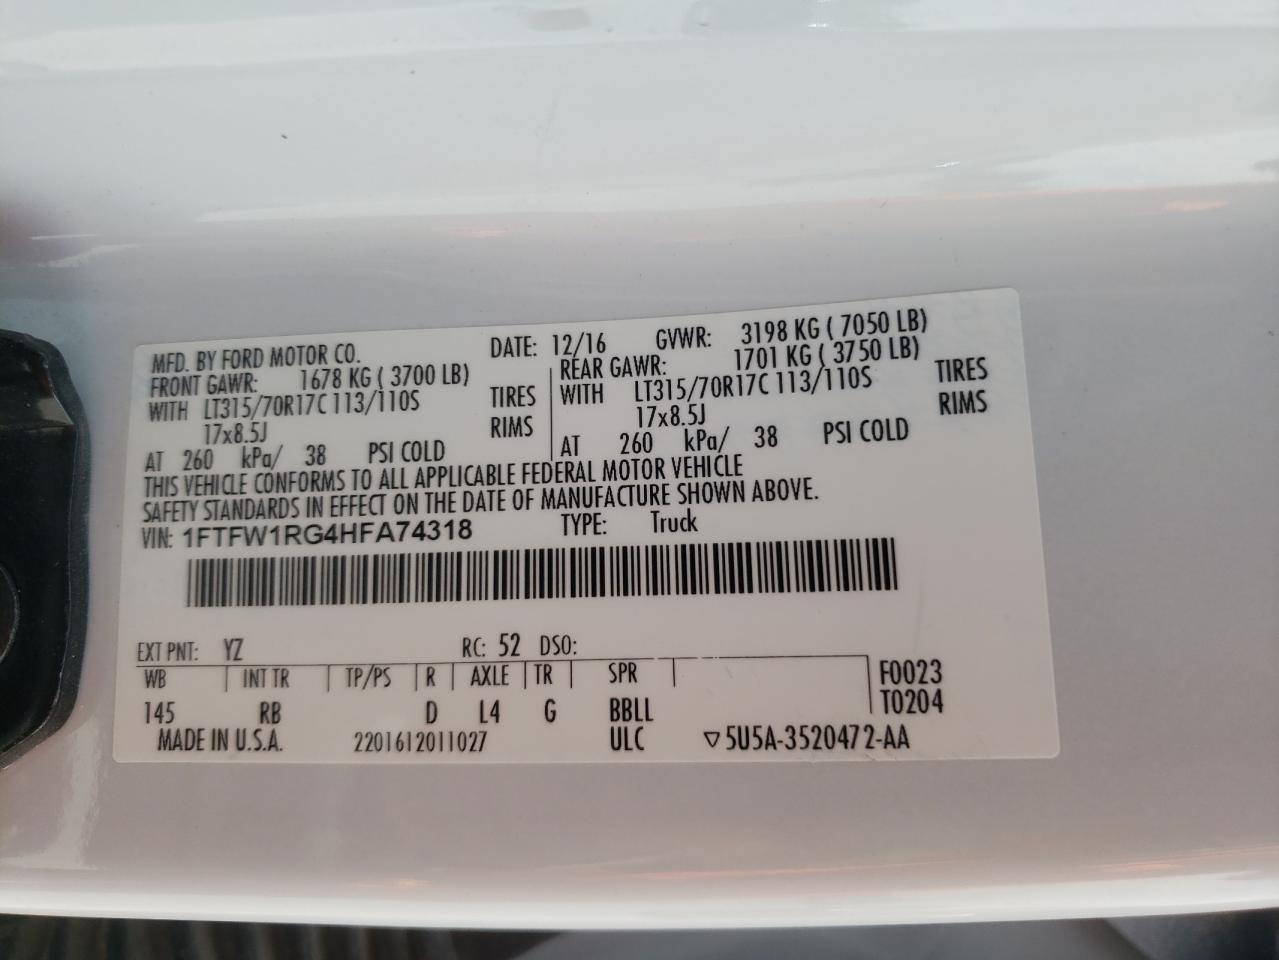 MFD. BY FORD MOTOR CO. DATE: 12/16 GVWR: 3198 KG ( 7050 LB)
FRONT GAWR: 1678 KG ( 3700 LB) REAR GAWR: 1701 KG ( 3750 LB)
WITH LT315/70R17C 113/110S TIRES WITH LT315/70R17C 113/110S TIRES
17x8.5J RIMS 17x8.5J RIMS
AT 260 kPa/ 38 PSI COLD AT 260 kPa/ 38 PSI COLD
THIS VEHICLE CONFORMS TO ALL APPLICABLE FEDERAL MOTOR VEHICLE
SAFETY STANDARDS IN EFFECT ON THE DATE OF MANUFACTURE SHOWN ABOVE.
VIN: 1FTFW1RG4HFA74318 TYPE: Truck
EXT PNT: YZ RC: 52 DSO:
WB INT TR TP/PS R AXLE TR SPR F0023
145 RB D L4 G BBLL T0204
MADE IN U.S.A. 2201612011027 ULC ▽5U5A-3520472-AA